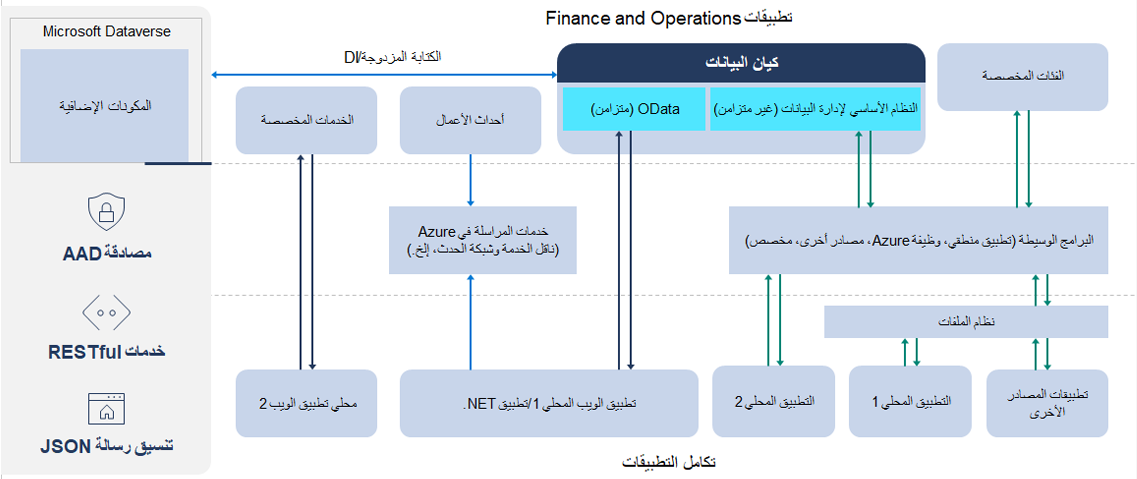 تطبيقات Finance and Operations
Microsoft Dataverse
المكونات الإضافية
الكتابة المزدوجة/DI
كيان البيانات
النظام الأساسي لإدارة البيانات (غير متزامن)
OData (متزامن)
الفئات المخصصة
أحداث الأعمال
الخدمات المخصصة
مصادقة AAD
خدمات المراسلة في Azure
(ناقل الخدمة وشبكة الحدث، إلخ.)
البرامج الوسيطة (تطبيق منطقي، وظيفة Azure، مصادر أخرى، مخصص)
خدمات RESTful
نظام الملفات
تنسيق رسالة JSON
محلي تطبيق الويب 2
تطبيق الويب المحلي 1/تطبيق NET.
التطبيق المحلي 2
التطبيق المحلي 1
تطبيقات المصادر
الأخرى
تكامل التطبيقات